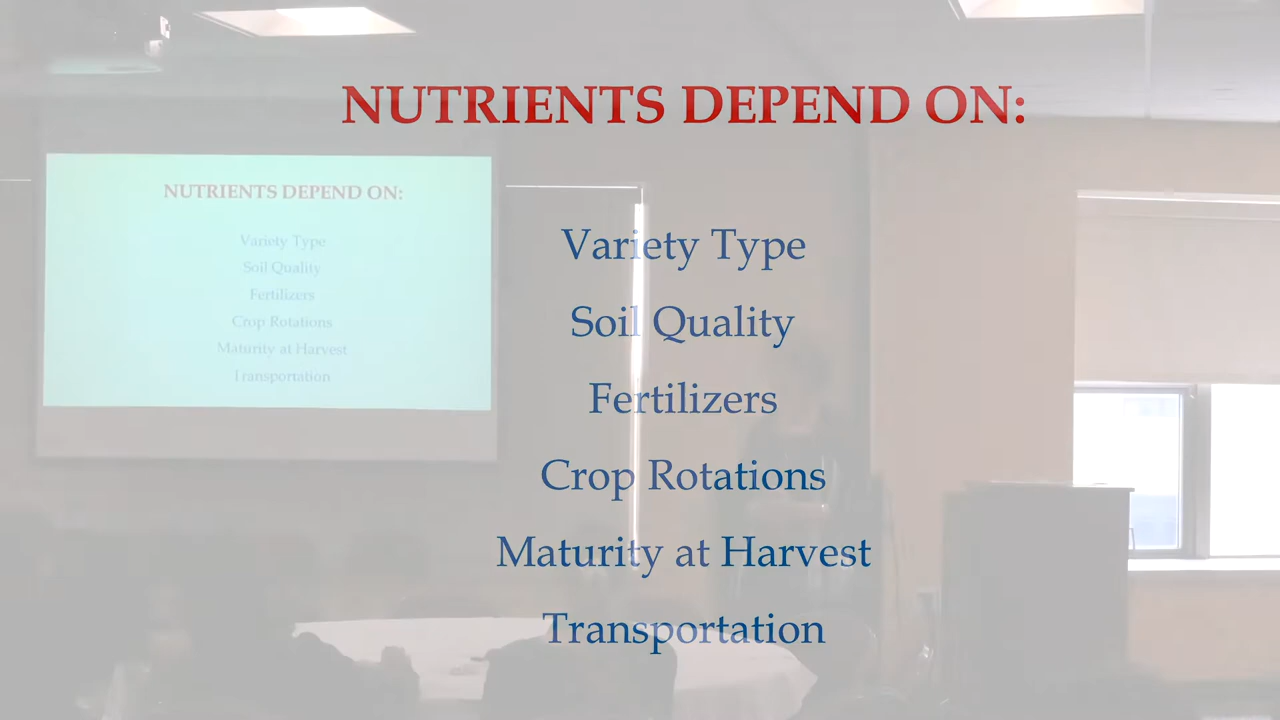 NUTRIENTS DEPEND ON:
Variety Type
Soil Quality
Fertilizers
Crop Rotations
Maturity at Harvest
Transportation
NUTRIENTS DEPEND ON:
Variety Type
Soil Quality
Fertilizers
Crop Rotations
Maturity at Harvest
Transportation